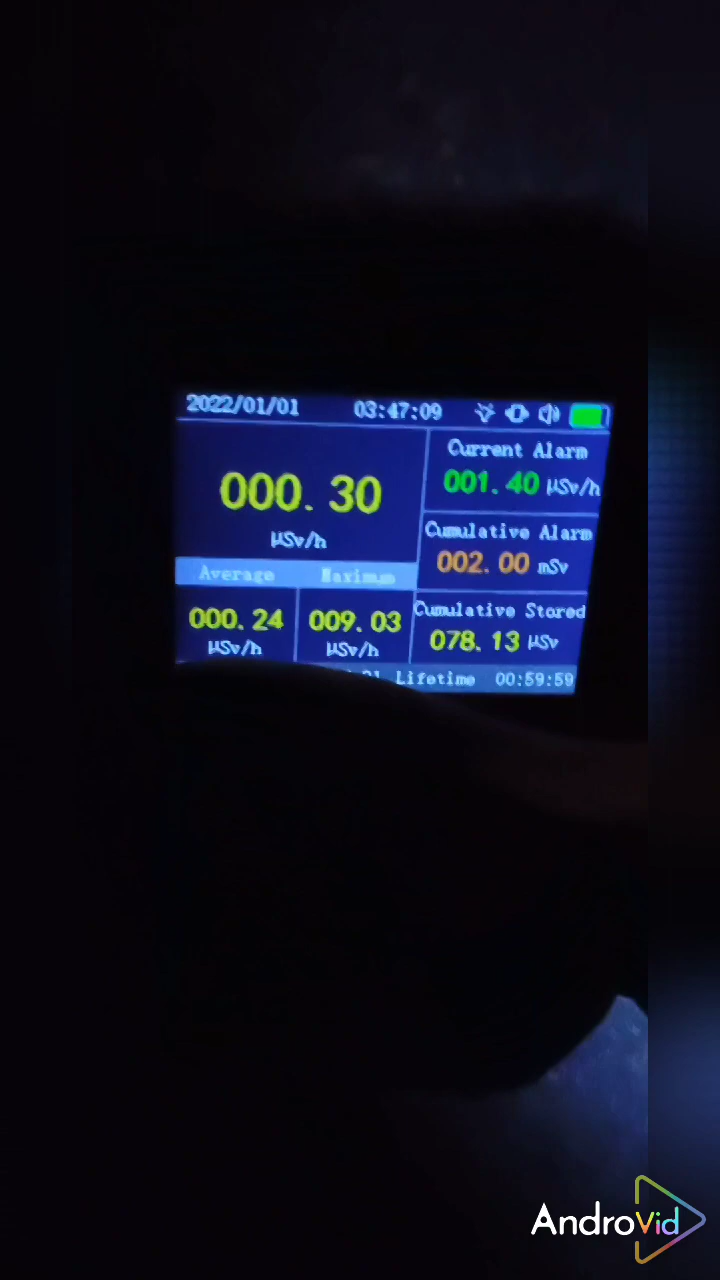 2022/01/01 03:47:09
Current Alarm
001.40 μSv/h
000.30
μSv/h
Cumulative Alarm
002.00 mSv
Average Maximum
000.24 009.03
μSv/h μSv/h
Cumulative Stored
078.13 μSv
Lifetime 00:59:59
AndroVid